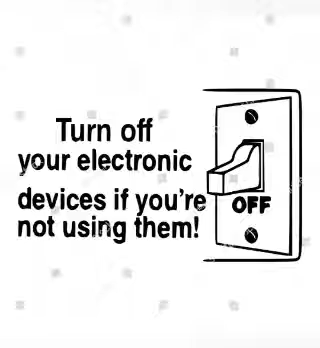 Turn off
your electronic
devices if you're
not using them!
OFF